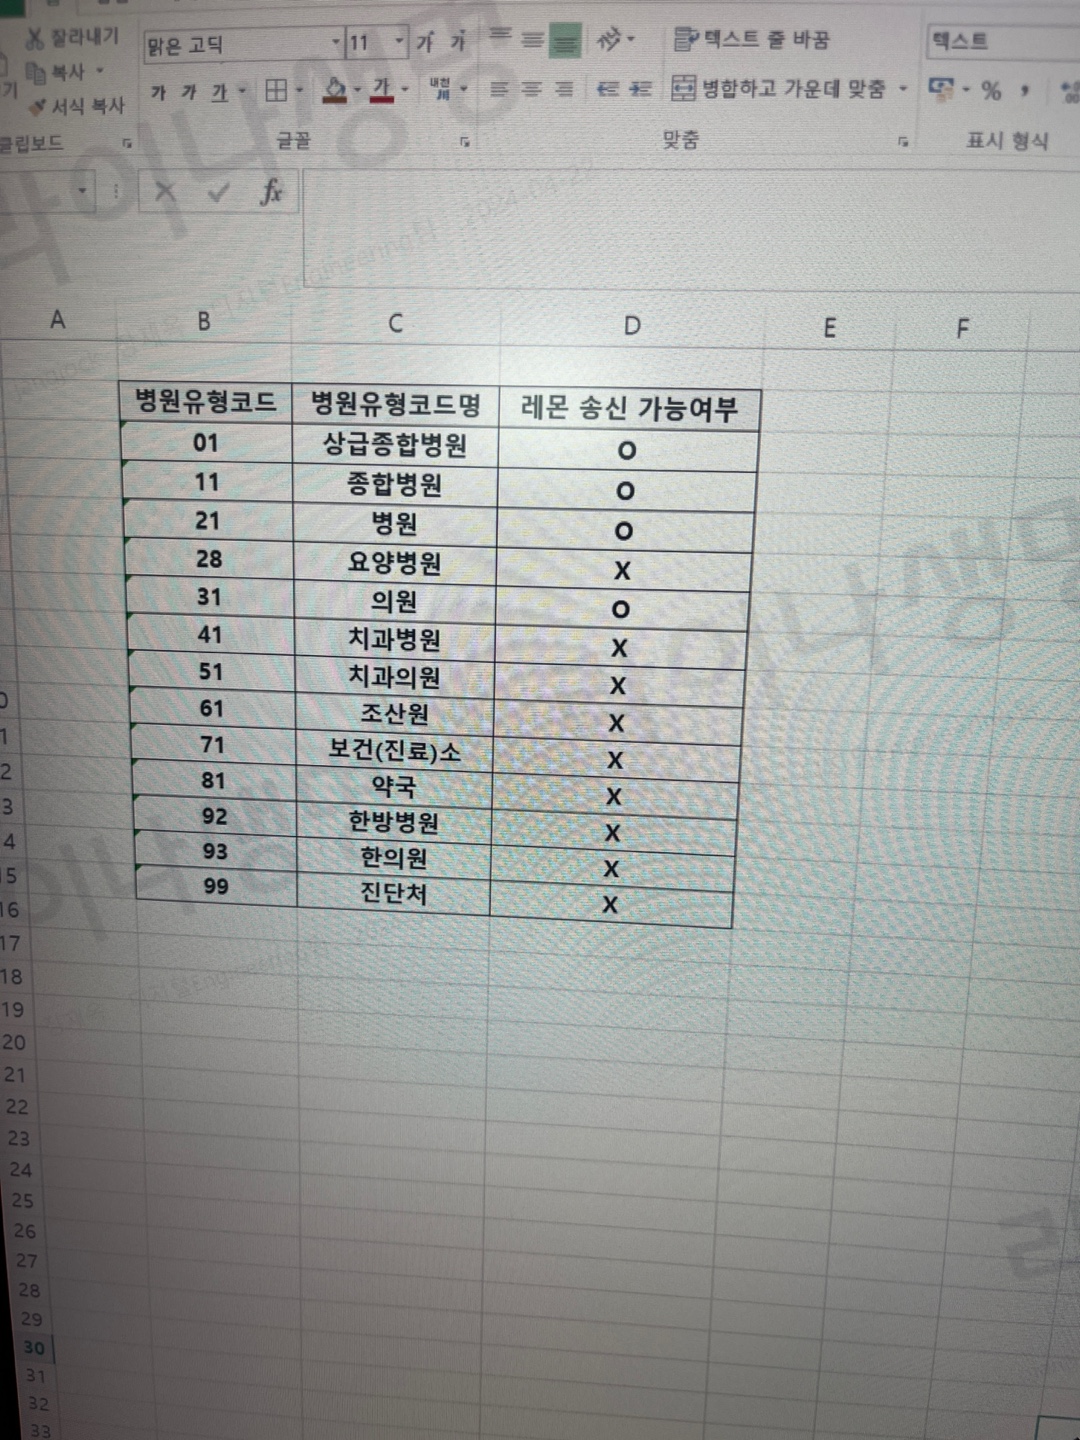 잘라내기
복사
서식 복사
클립보드
맑은 고딕
11
가 가
가 가 가
가
글꼴
텍스트 줄 바꿈
병합하고 가운데 맞춤
맞춤
텍스트
% ,
표시 형식
fx
A B C D E F
병원유형코드 병원유형코드명 레몬 송신 가능여부
01 상급종합병원 O
11 종합병원 O
21 병원 O
28 요양병원 X
31 의원 O
41 치과병원 X
51 치과의원 X
61 조산원 X
71 보건(진료)소 X
81 약국 X
92 한방병원 X
93 한의원 X
99 진단처 X
16
17
18
19
20
21
22
23
24
25
26
27
28
29
30
31
32
33
라이나생명